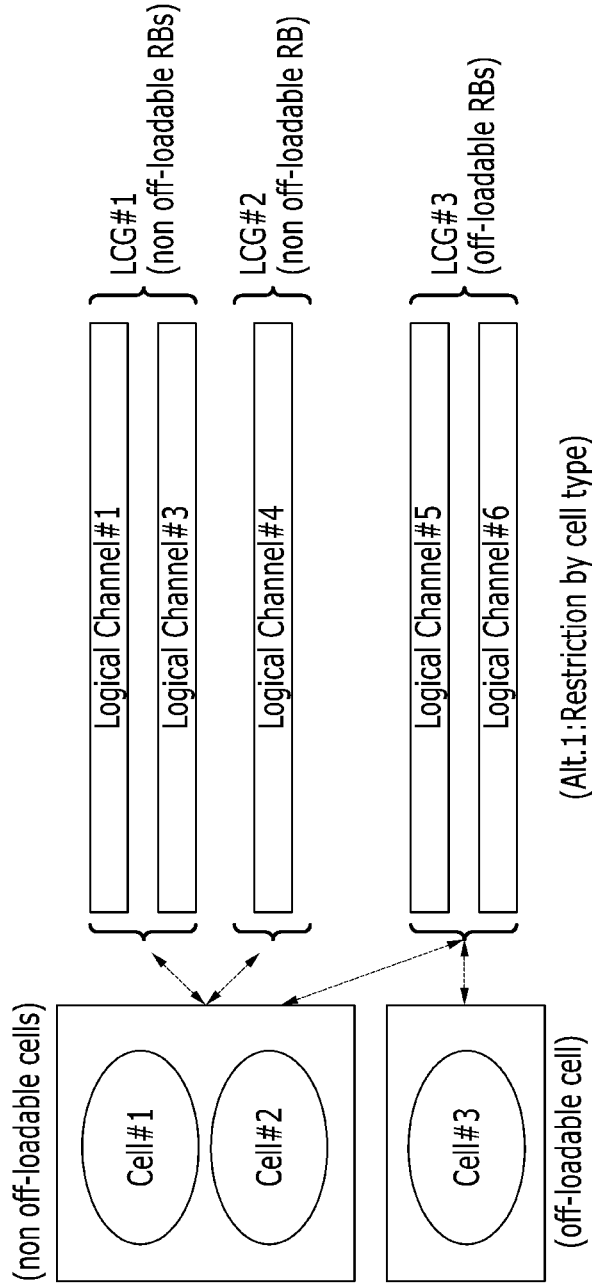 (non off-loadable cells)
Cell#1
Cell#2
Cell#3
(off-loadable cell)
Logical Channel#1
Logical Channel#3
Logical Channel#4
Logical Channel#5
Logical Channel#6
LCG#1
(non off-loadable RBs)
LCG#2
(non off-loadable RB)
LCG#3
(off-loadable RBs)
(Alt.1:Restriction by cell type)